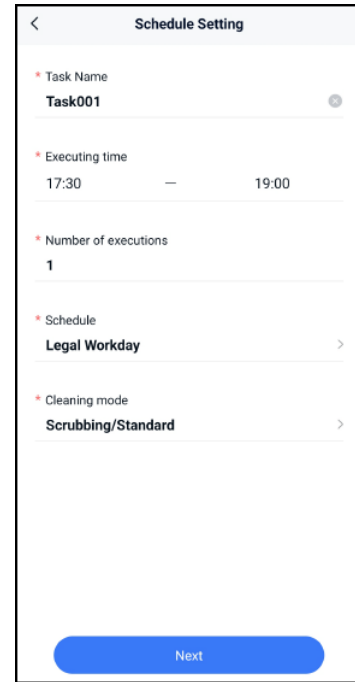 Schedule Setting
* Task Name
Task001
* Executing time
17:30 — 19:00
* Number of executions
1
* Schedule
Legal Workday
* Cleaning mode
Scrubbing/Standard
Next